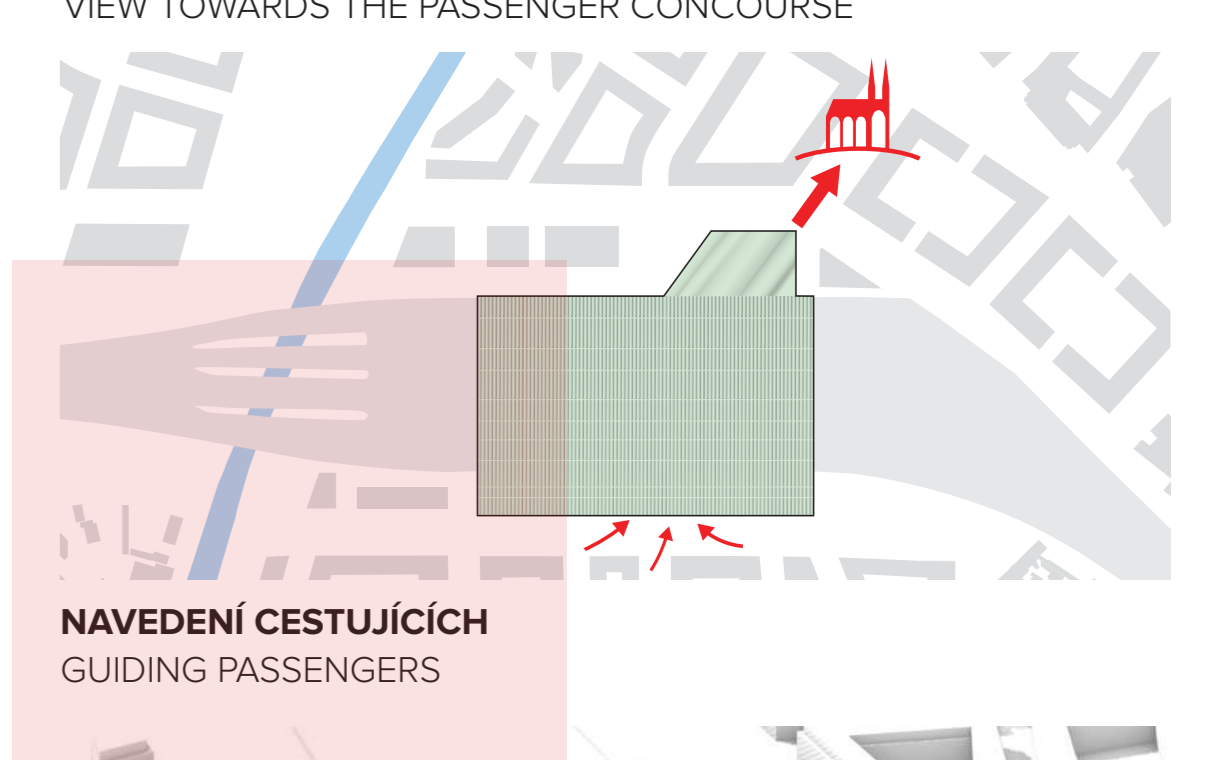 VIEW TOWARDS THE PASSENGER CONCOURSE
NAVEDENÍ CESTUJÍCÍCH
GUIDING PASSENGERS